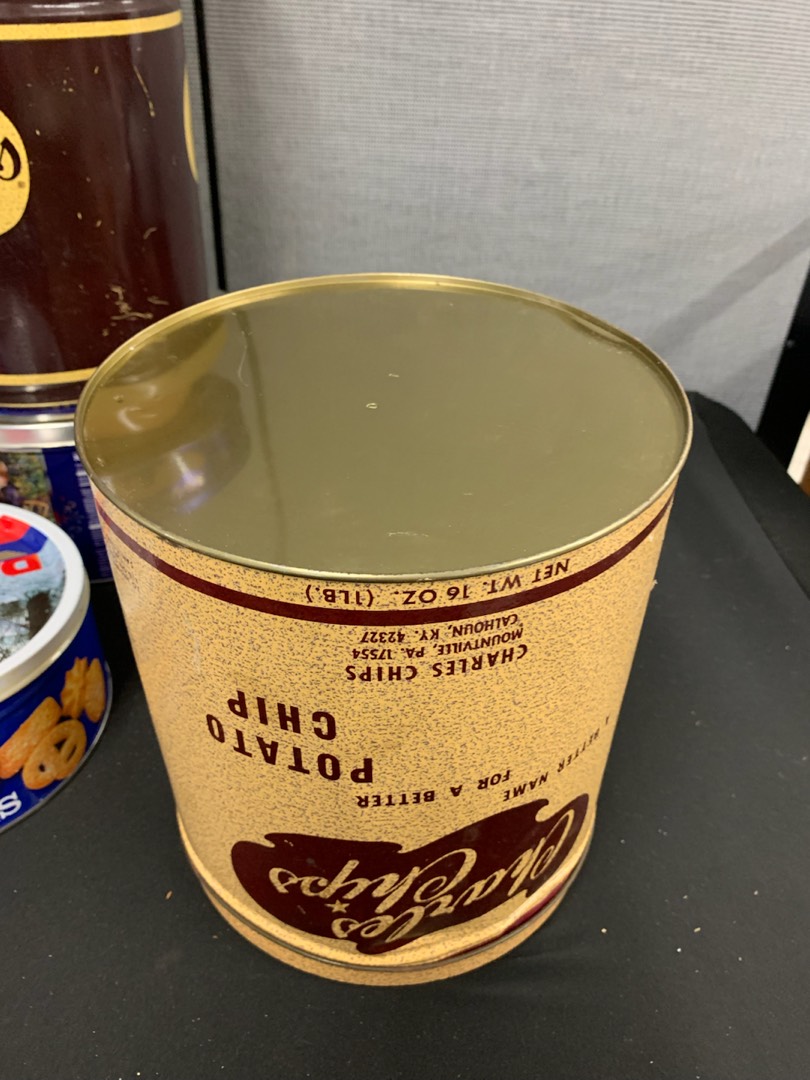 Charles Chips
A BETTER NAME FOR A BETTER
POTATO
CHIP
CHARLES CHIPS
MOUNTVILLE, PA. 17554
CALHOUN, KY. 42327
NET WT. 16 OZ. (1LB.)